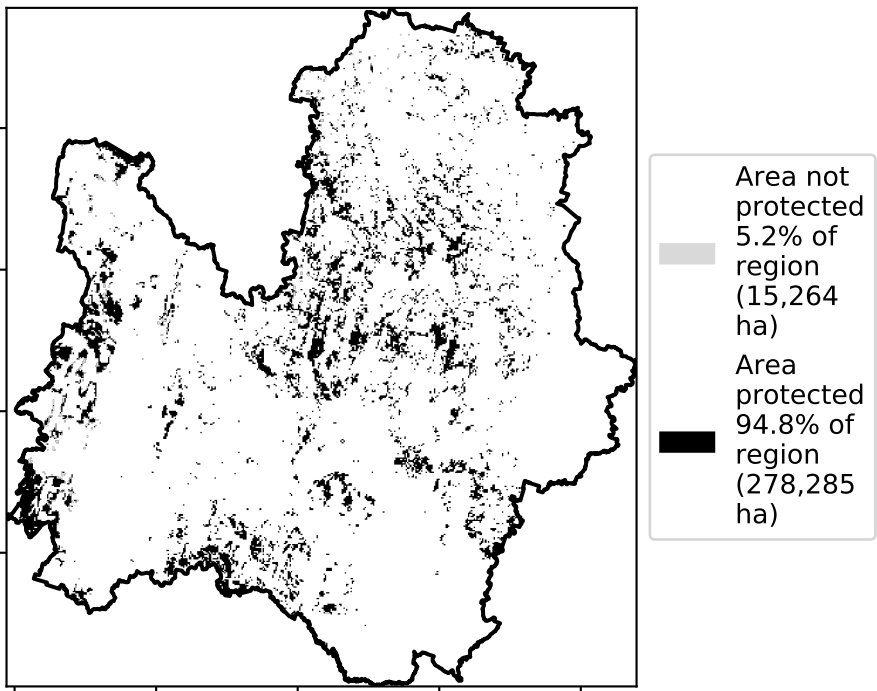 Area not
protected
5.2% of
region
(15,264
ha)
Area
protected
94.8% of
region
(278,285
ha)